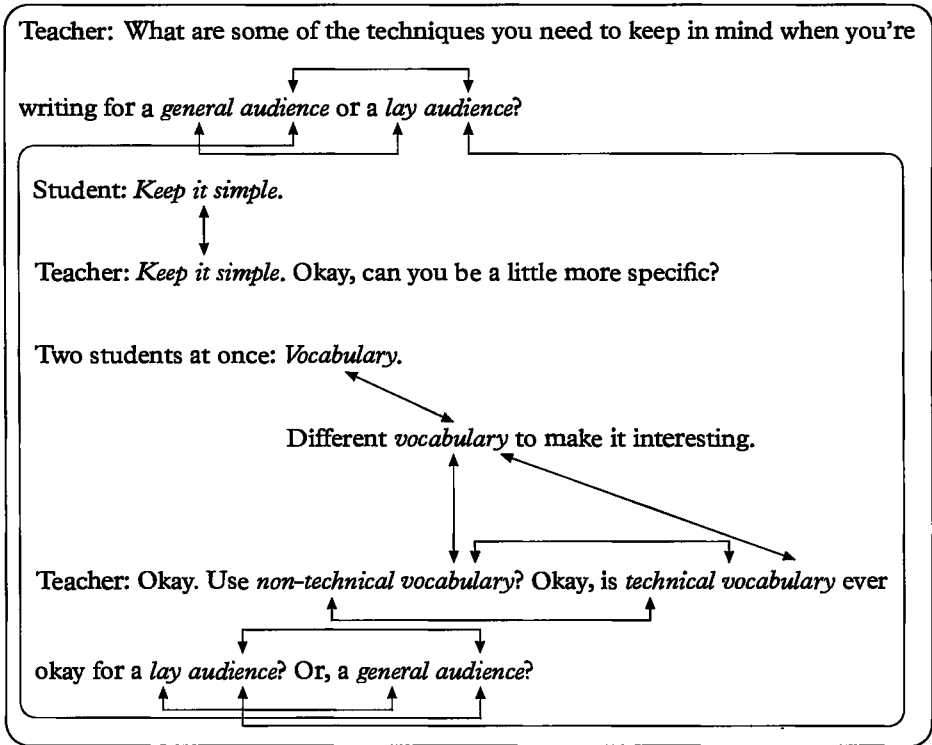 Teacher: What are some of the techniques you need to keep in mind when you're
writing for a general audience or a lay audience?
Student: Keep it simple.
Teacher: Keep it simple. Okay, can you be a little more specific?
Two students at once: Vocabulary.
Different vocabulary to make it interesting.
Teacher: Okay. Use non-technical vocabulary? Okay, is technical vocabulary ever
okay for a lay audience? Or, a general audience?